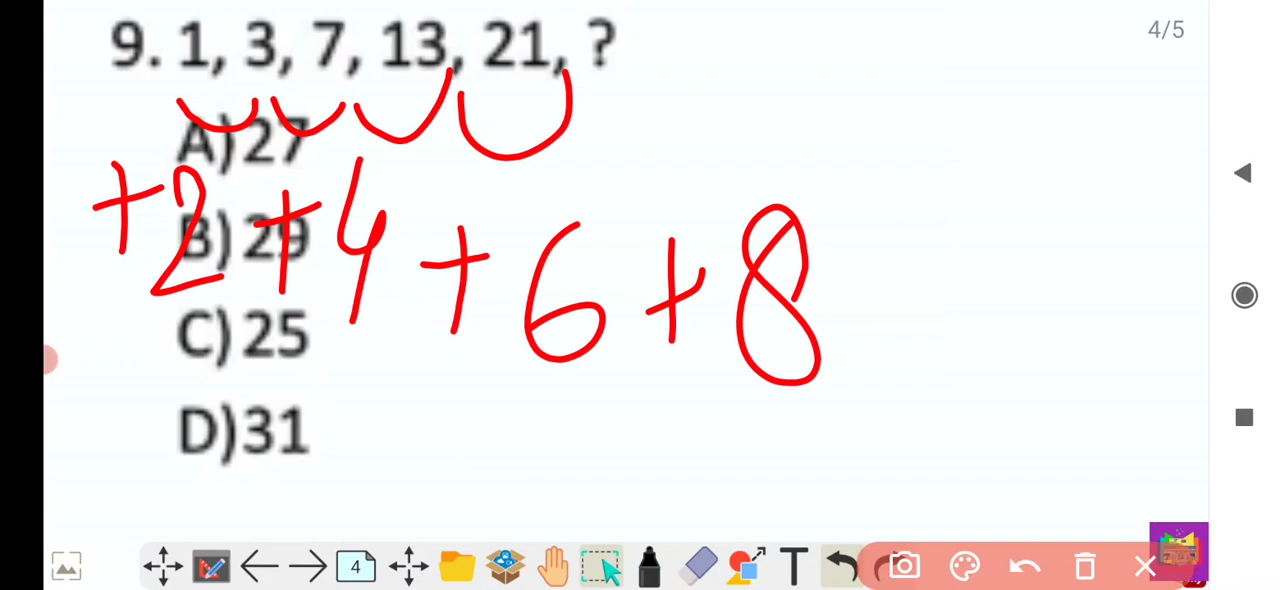 4/5
9. 1, 3, 7, 13, 21, ?
A) 27
+2 +4 +6 +8
B) 29
C) 25
D) 31
4
T